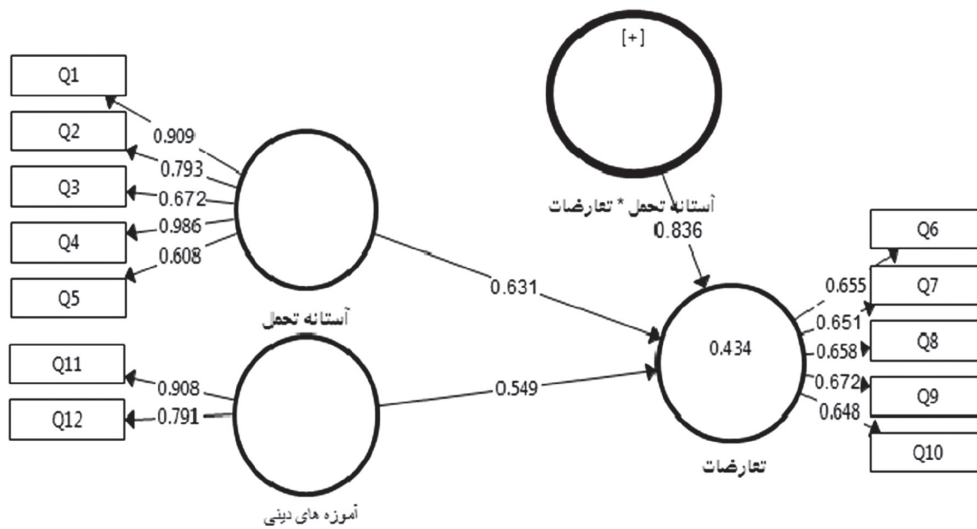 [+]
Q1
Q2
Q3
Q4
Q5
0.909
0.793
0.672
0.986
0.608
آستانه تحمل
آستانه تحمل * تعارضات
0.836
0.631
Q11
Q12
0.908
0.791
آموزه های دینی
0.549
0.434
تعارضات
Q6
Q7
Q8
Q9
Q10
0.655
0.651
0.658
0.672
0.648